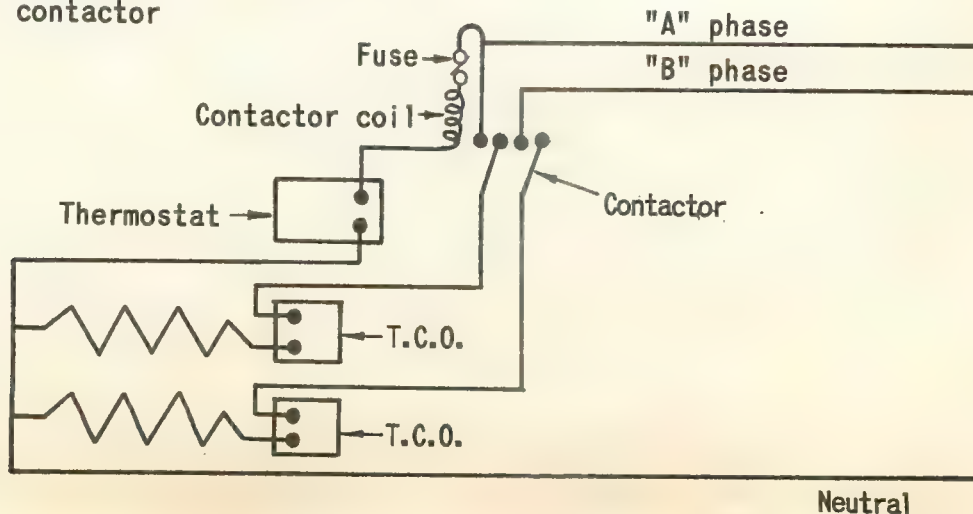 contactor
"A" phase
Fuse
"B" phase
Contactor coil
Contactor
Thermostat
T.C.O.
T.C.O.
Neutral